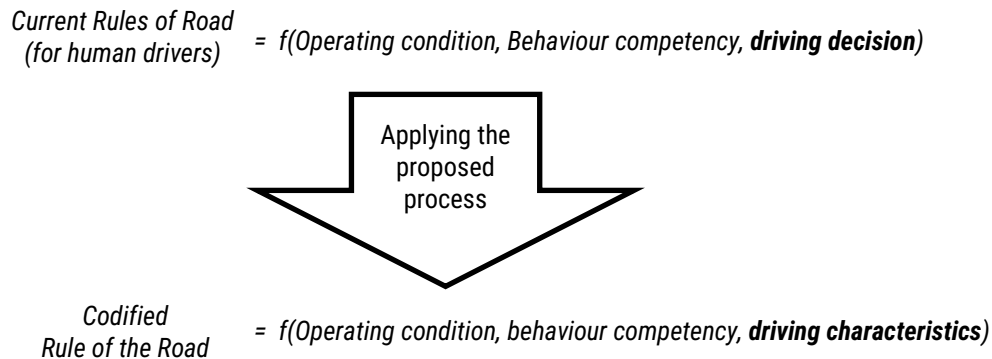 Current Rules of Road
(for human drivers)
= f(Operating condition, Behaviour competency, driving decision)
Applying the
proposed
process
Codified
Rule of the Road
= f(Operating condition, behaviour competency, driving characteristics)